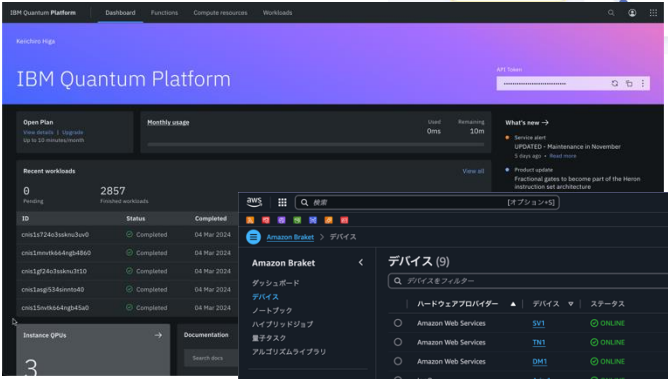 IBM Quantum Platform Dashboard Functions Compute resources Workloads
Keiichiro Higa
IBM Quantum Platform
API Token
Open Plan
View details | Upgrade
Up to 10 minutes/month
Monthly usage
Used
0ms
Remaining
10m
What's new →
Service alert
UPDATED - Maintenance in November
5 days ago • Read more
Product update
Fractional gates to become part of the Heron
instruction set architecture
Recent workloads
View all
0
Pending
2857
Finished workloads
ID Status Completed
cnis1s724o3ssknu3uv0 Completed 04 Mar 2024
cnis1mnvtk664ngb4860 Completed 04 Mar 2024
cnis1gf24o3ssknu3t10 Completed 04 Mar 2024
cnis1asgi534sinnto40 Completed 04 Mar 2024
cnis15nvtk664ngb45a0 Completed 04 Mar 2024
Instance QPUs →
3
Documentation
Search docs
aws
検索
[オプション+S]
Amazon Braket > デバイス
Amazon Braket
ダッシュボード
デバイス
ノートブック
ハイブリッドジョブ
量子タスク
アルゴリズムライブラリ
デバイス (9)
デバイスをフィルター
ハードウェアプロバイダー デバイス ステータス
Amazon Web Services SV1 ONLINE
Amazon Web Services TN1 ONLINE
Amazon Web Services DM1 ONLINE